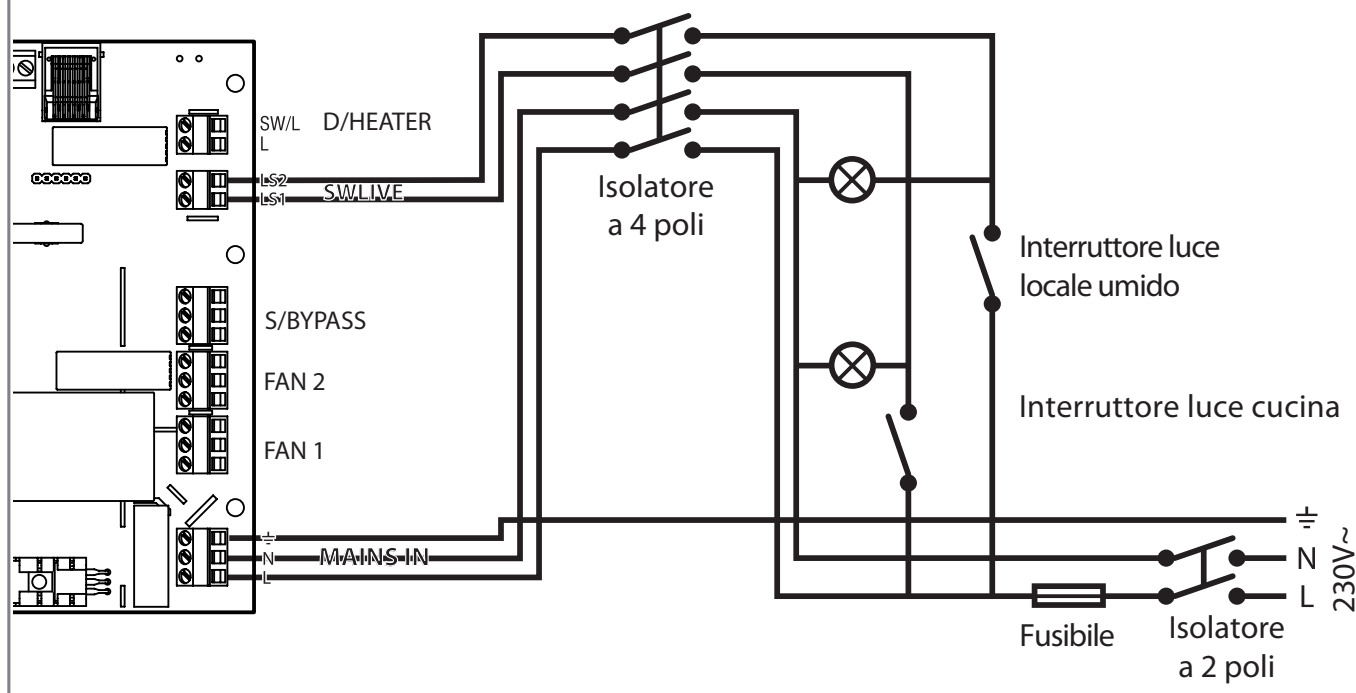 SW/L D/HEATER
L
LS2
SWLIVE
LS1
Isolatore
a 4 poli
Interruttore luce
locale umido
S/BYPASS
FAN 2
Interruttore luce cucina
FAN 1
N MAINS IN
L
N
L
230V~
Fusibile
Isolatore
a 2 poli